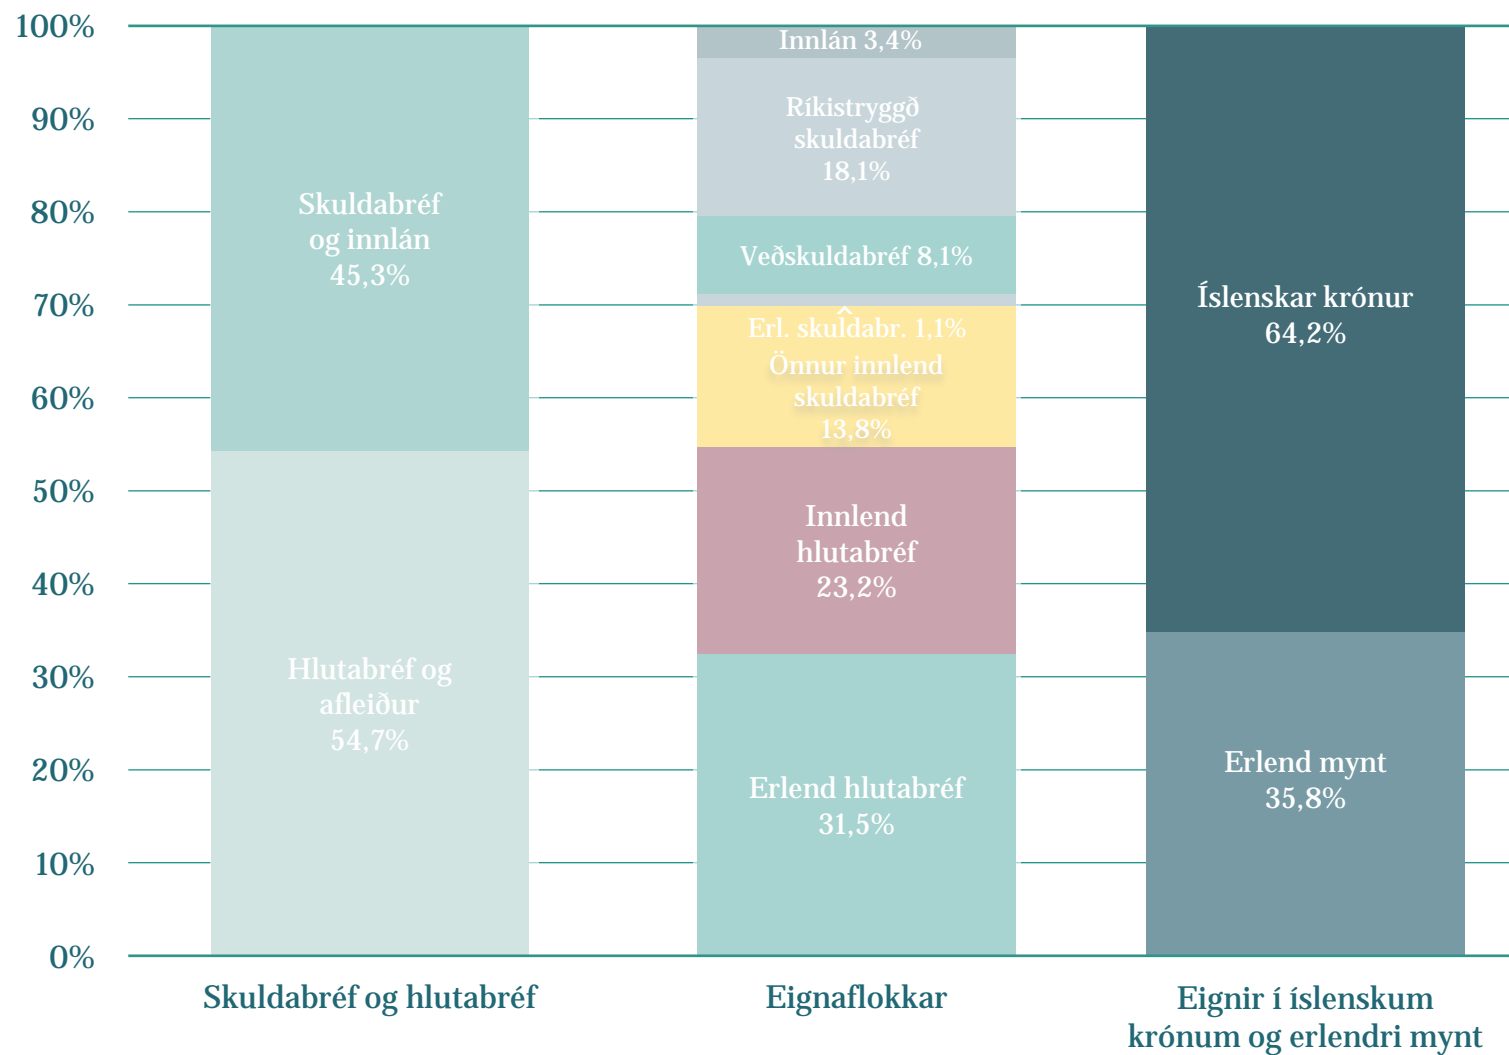 100%
90%
80%
70%
60%
50%
40%
30%
20%
10%
0%
Skuldabréf
og innlán
45,3%
Hlutabréf og
afleiður
54,7%
Innlán 3,4%
Ríkistryggð
skuldabréf
18,1%
Veðskuldabréf 8,1%
Erl. skuldabr. 1,1%
Önnur innlend
skuldabréf
13,8%
Innlend
hlutabréf
23,2%
Erlend hlutabréf
31,5%
Íslenskar krónur
64,2%
Erlend mynt
35,8%
Skuldabréf og hlutabréf
Eignaflokkar
Eignir í íslenskum
krónum og erlendri mynt